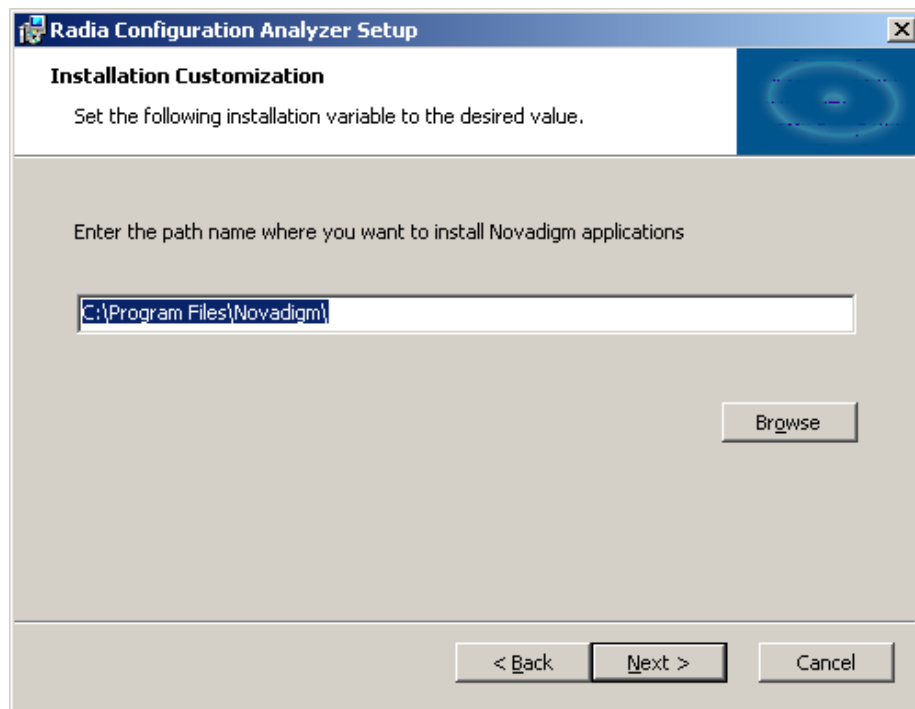 Radia Configuration Analyzer Setup
Installation Customization
Set the following installation variable to the desired value.
Enter the path name where you want to install Novadigm applications
C:\Program Files\Novadigm\
Browse
< Back
Next >
Cancel